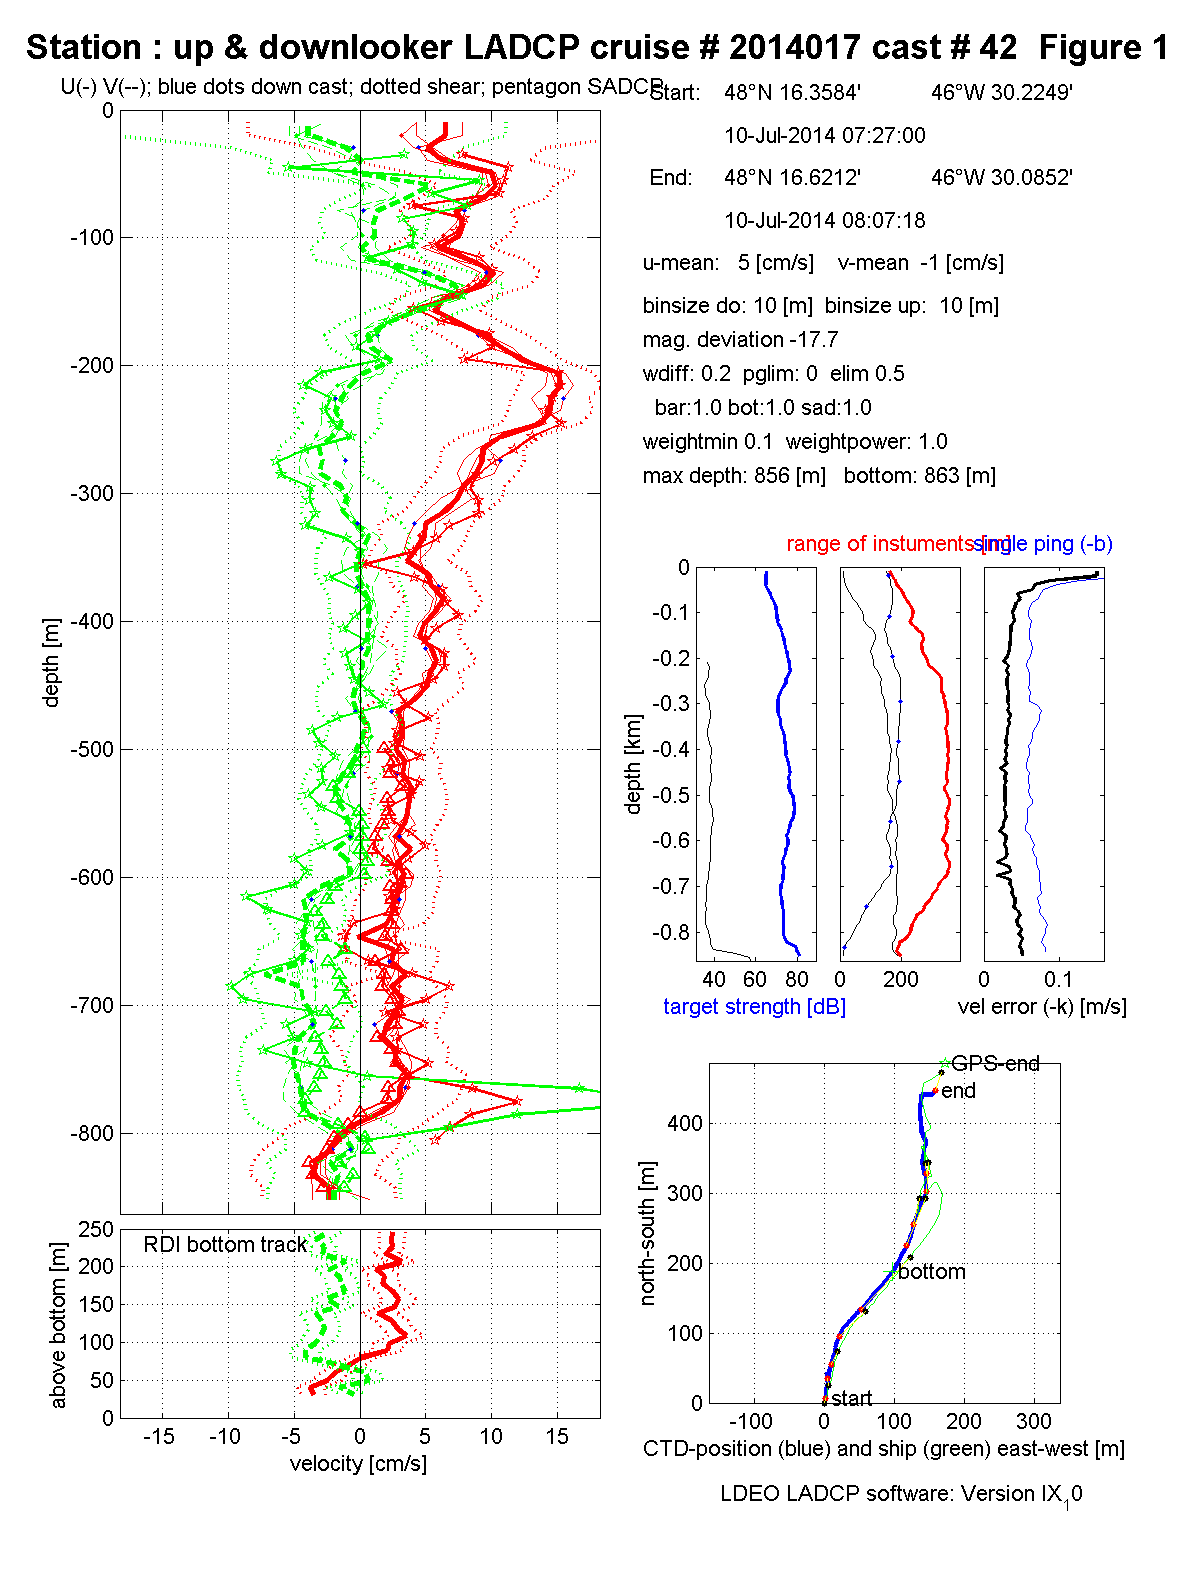 Station : up & downlooker LADCP cruise # 2014017 cast # 42 Figure 1
U(-) V(--); blue dots down cast; dotted shear; pentagon SADCP
Start: 48°N 16.3584' 46°W 30.2249'
10-Jul-2014 07:27:00
End: 48°N 16.6212' 46°W 30.0852'
10-Jul-2014 08:07:18
u-mean: 5 [cm/s] v-mean -1 [cm/s]
binsize do: 10 [m] binsize up: 10 [m]
mag. deviation -17.7
wdiff: 0.2 pglim: 0 elim 0.5
bar:1.0 bot:1.0 sad:1.0
weightmin 0.1 weightpower: 1.0
max depth: 856 [m] bottom: 863 [m]
0
-100
-200
-300
-400
-500
-600
-700
-800
depth [m]
range of instuments [m]
single ping (-b)
0
-0.1
-0.2
-0.3
-0.4
-0.5
-0.6
-0.7
-0.8
depth [km]
40 60 80
0 200
0 0.1
target strength [dB]
vel error (-k) [m/s]
RDI bottom track
250
200
150
100
50
0
above bottom [m]
-15 -10 -5 0 5 10
velocity [cm/s]
GPS-end
end
bottom
start
400
300
200
100
0
north-south [m]
-100 0 100 200 300
CTD-position (blue) and ship (green) east-west [m]
LDEO LADCP software: Version IX10